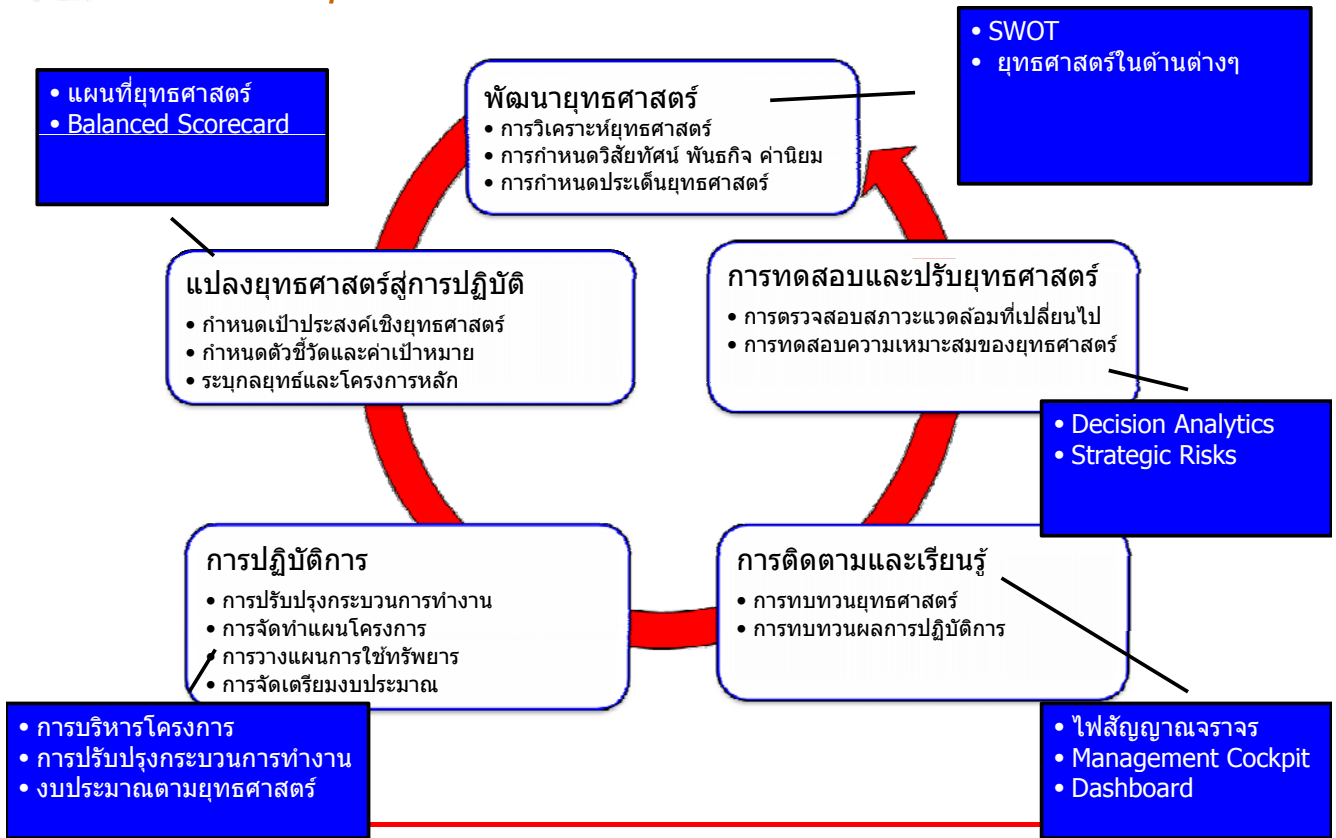 • SWOT
• ยุทธศาสตร์ในด้านต่างๆ
• แผนที่ยุทธศาสตร์
• Balanced Scorecard
พัฒนายุทธศาสตร์
• การวิเคราะห์ยุทธศาสตร์
• การกำหนดวิสัยทัศน์ พันธกิจ ค่านิยม
• การกำหนดประเด็นยุทธศาสตร์
แปลงยุทธศาสตร์สู่การปฏิบัติ
• กำหนดเป้าประสงค์เชิงยุทธศาสตร์
• กำหนดตัวชี้วัดและค่าเป้าหมาย
• ระบุกลยุทธ์และโครงการหลัก
การทดสอบและปรับยุทธศาสตร์
• การตรวจสอบสภาวะแวดล้อมที่เปลี่ยนไป
• การทดสอบความเหมาะสมของยุทธศาสตร์
• Decision Analytics
• Strategic Risks
การปฏิบัติการ
• การปรับปรุงกระบวนการทำงาน
• การจัดทำแผนโครงการ
• การวางแผนการใช้ทรัพยาร
• การจัดเตรียมงบประมาณ
การติดตามและเรียนรู้
• การทบทวนยุทธศาสตร์
• การทบทวนผลการปฏิบัติการ
• การบริหารโครงการ
• การปรับปรุงกระบวนการทำงาน
• งบประมาณตามยุทธศาสตร์
• ไฟสัญญาณจราจร
• Management Cockpit
• Dashboard